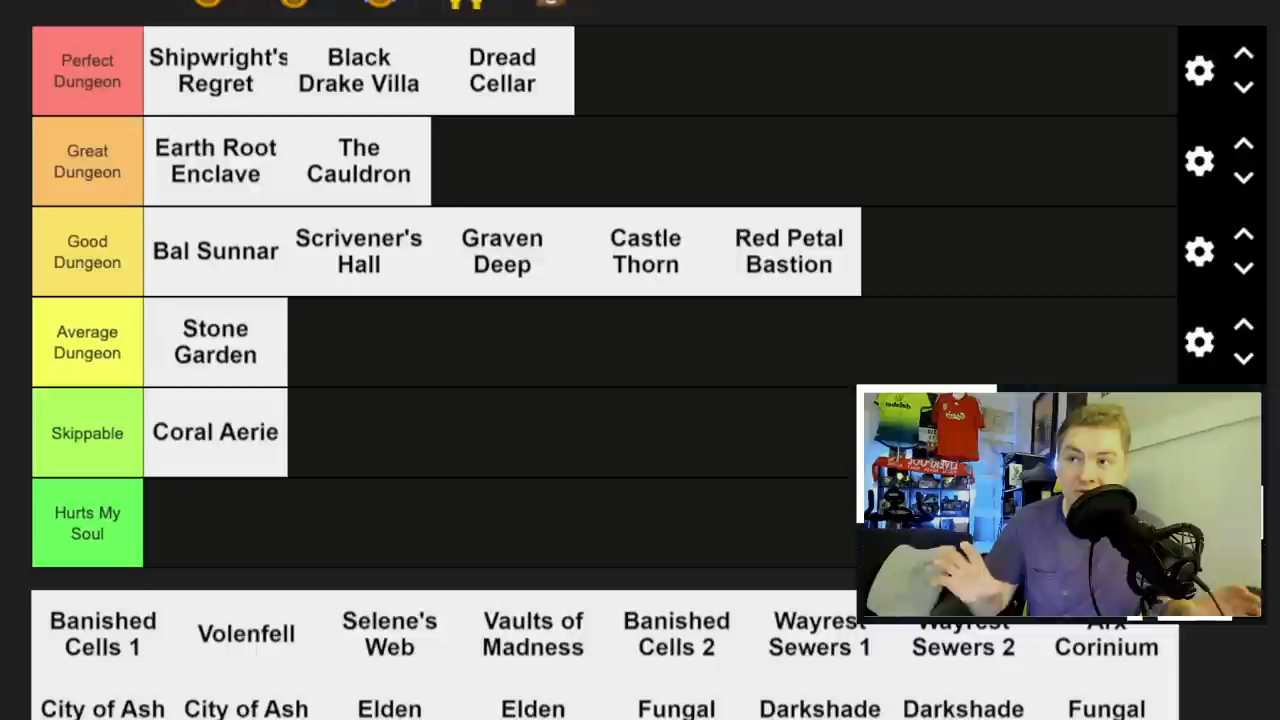 Perfect
Dungeon
Shipwright's
Regret
Black
Drake Villa
Dread
Cellar
Great
Dungeon
Earth Root
Enclave
The
Cauldron
Good
Dungeon
Bal Sunnar
Scrivener's
Hall
Graven
Deep
Castle
Thorn
Red Petal
Bastion
Average
Dungeon
Stone
Garden
Skippable
Coral Aerie
Hurts My
Soul
Banished
Cells 1
Volenfell
Selene's
Web
Vaults of
Madness
Banished
Cells 2
Wayrest
Sewers 1
Wayrest
Sewers 2
Arx
Corinium
City of Ash
City of Ash
Elden
Elden
Fungal
Darkshade
Darkshade
Fungal